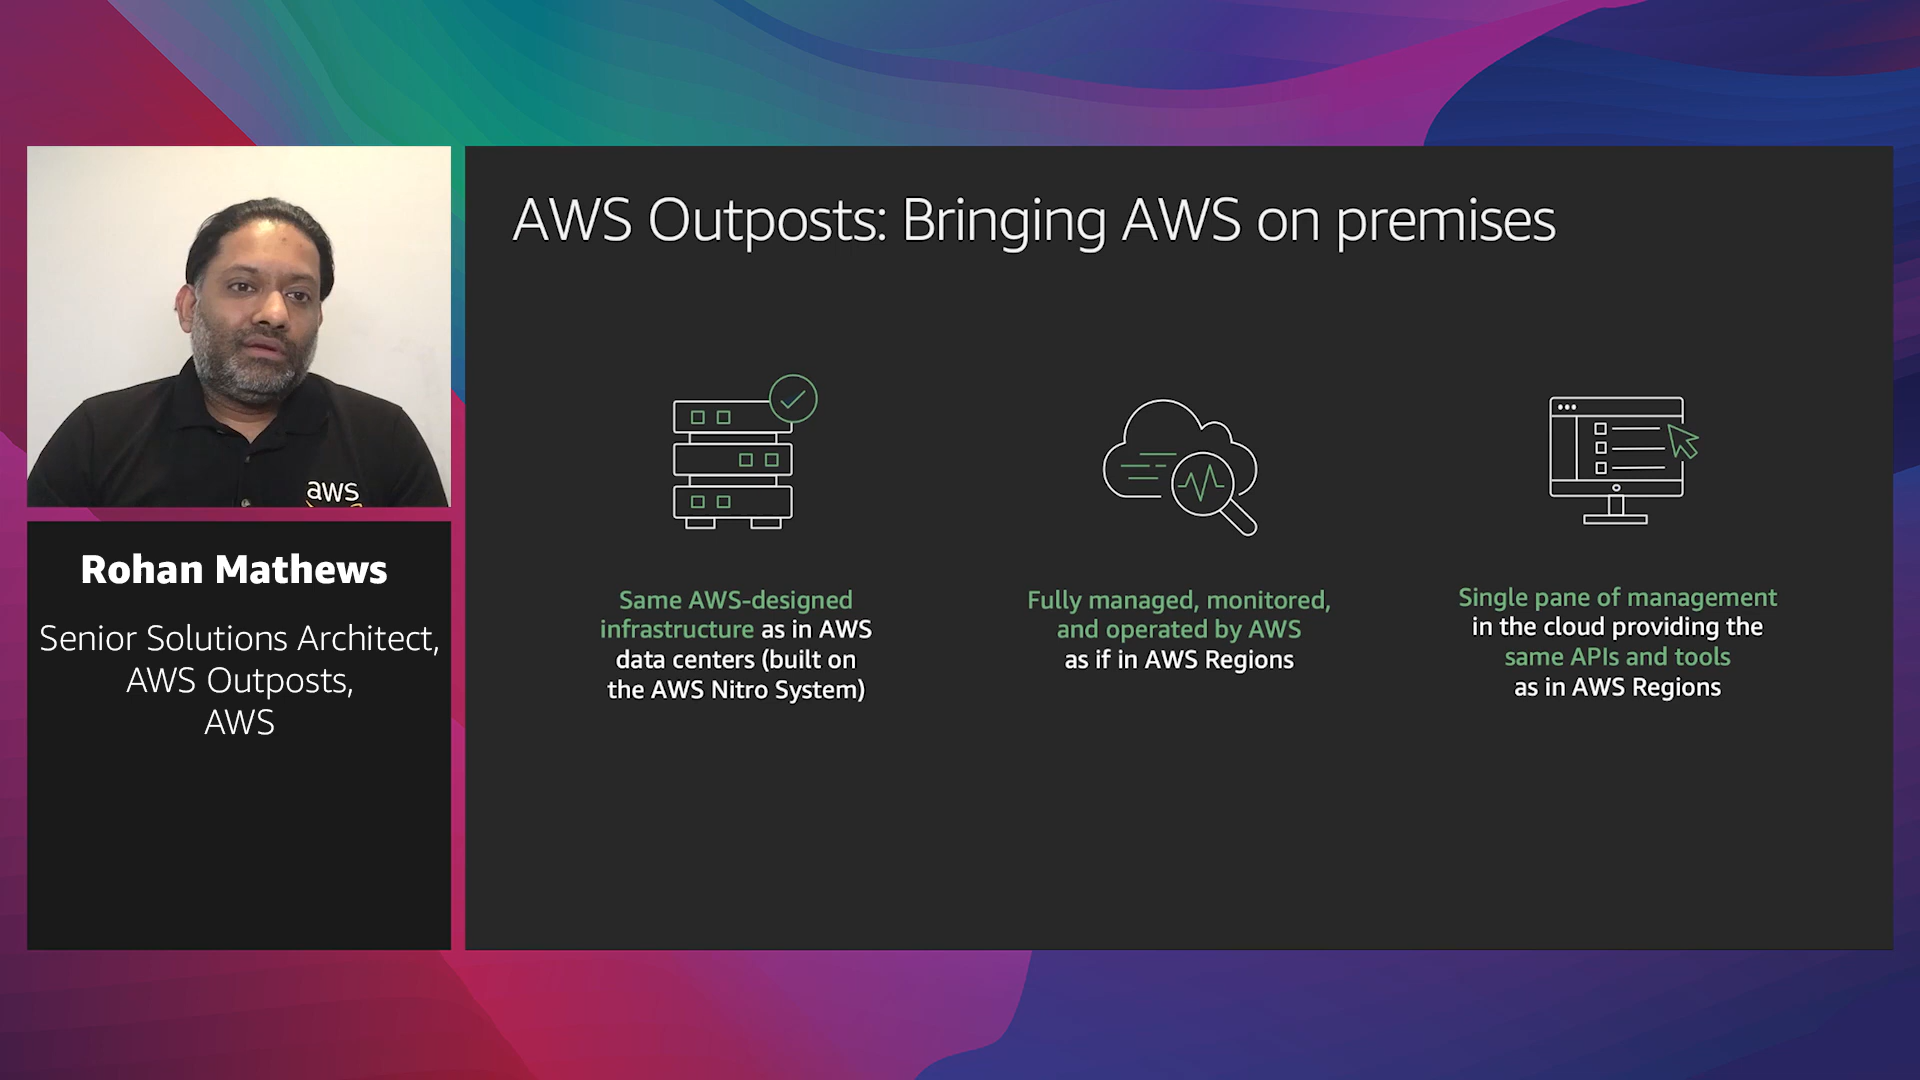 AWS Outposts: Bringing AWS on premises
aws
Rohan Mathews
Senior Solutions Architect,
AWS Outposts,
AWS
Same AWS-designed
infrastructure as in AWS
data centers (built on
the AWS Nitro System)
Fully managed, monitored,
and operated by AWS
as if in AWS Regions
Single pane of management
in the cloud providing the
same APIs and tools
as in AWS Regions